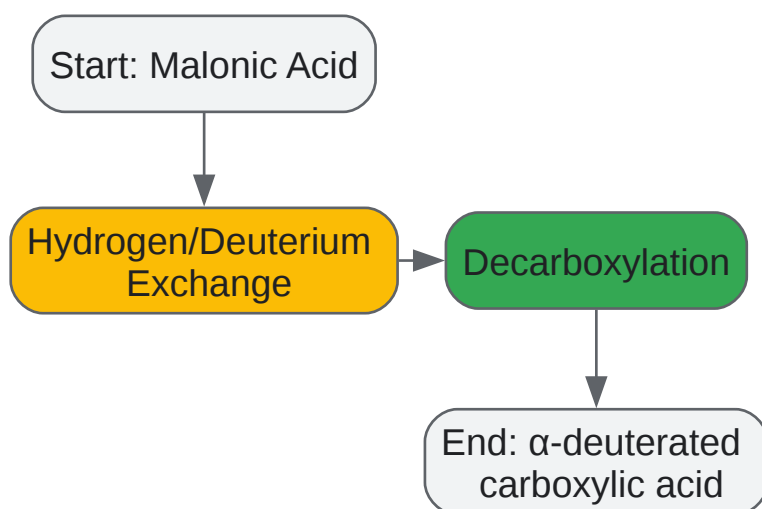 Start: Malonic Acid
Hydrogen/Deuterium
Exchange
Decarboxylation
End: α-deuterated
carboxylic acid